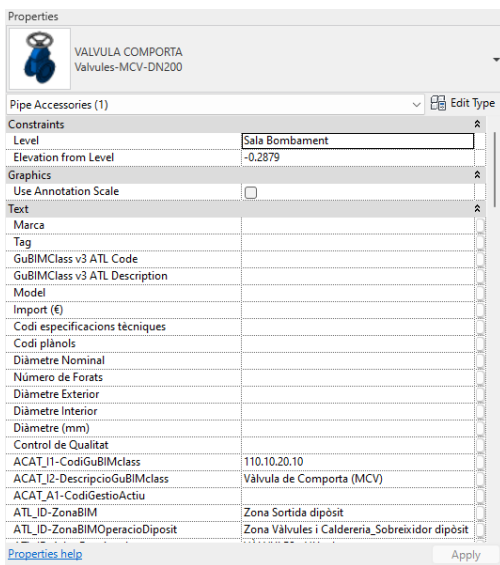 Properties
VALVULA COMPORTA
Valvules-MCV-DN200
Pipe Accessories (1) Edit Type
Constraints
Level Sala Bombament
Elevation from Level -0.2879
Graphics
Use Annotation Scale
Text
Marca
Tag
GuBIMClass v3 ATL Code
GuBIMClass v3 ATL Description
Model
Import (€)
Codi especificacions tècniques
Codi plànols
Diàmetre Nominal
Número de Forats
Diàmetre Exterior
Diàmetre Interior
Diàmetre (mm)
Control de Qualitat
ACAT_I1-CodiGuBIMclass 110.10.20.10
ACAT_I2-DescripcioGuBIMclass Vàlvula de Comporta (MCV)
ACAT_A1-CodiGestioActiu
ATL_ID-ZonaBIM Zona Sortida dipòsit
ATL_ID-ZonaBIMOperacioDiposit Zona Vàlvules i Caldereria_Sobreixidor dipòsit
Properties help Apply